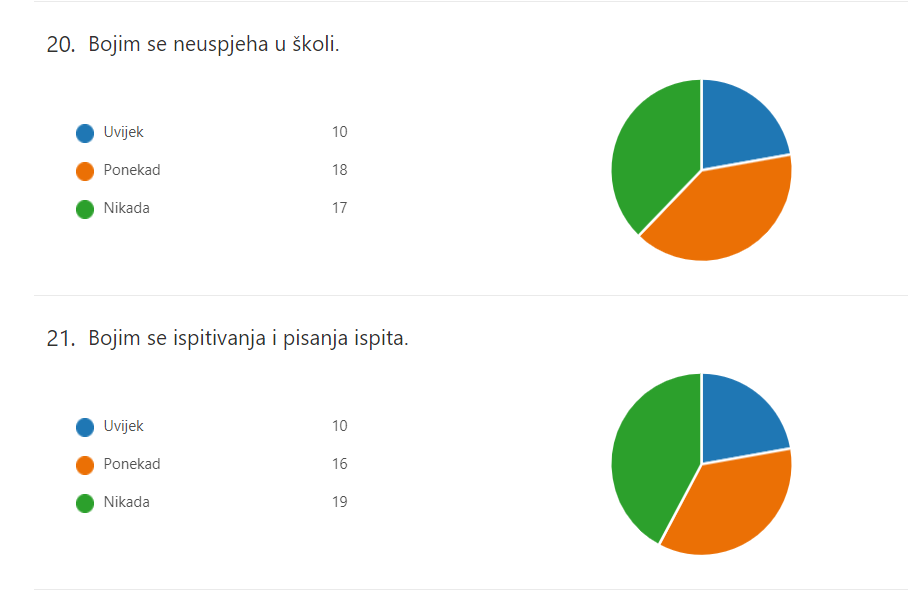 20. Bojim se neuspjeha u školi.
Uvijek 10
Ponekad 18
Nikada 17
21. Bojim se ispitivanja i pisanja ispita.
Uvijek 10
Ponekad 16
Nikada 19